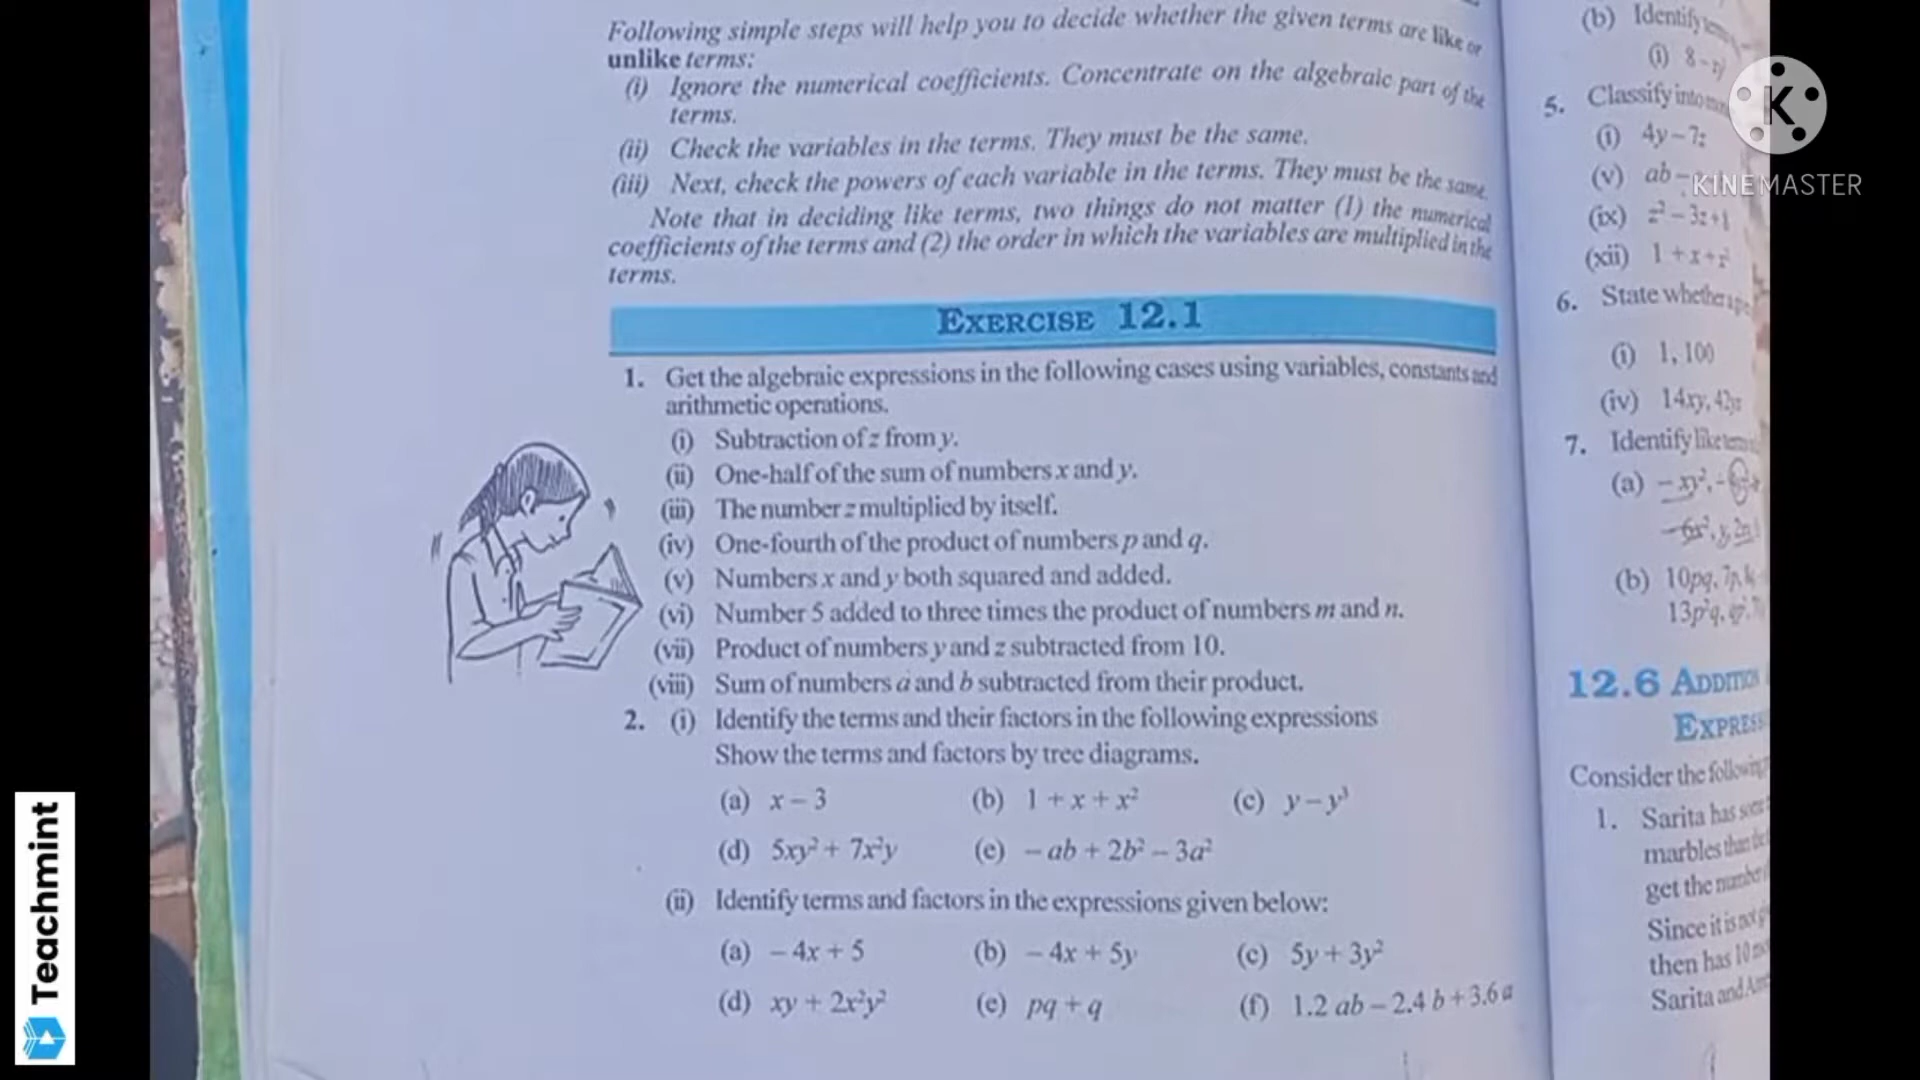 Following simple steps will help you to decide whether the given terms are like or
unlike terms:
(i) Ignore the numerical coefficients. Concentrate on the algebraic part of the
terms.
(ii) Check the variables in the terms. They must be the same.
(iii) Next, check the powers of each variable in the terms. They must be the same.
Note that in deciding like terms, two things do not matter (1) the numerical
coefficients of the terms and (2) the order in which the variables are multiplied in the
terms.
EXERCISE 12.1
1. Get the algebraic expressions in the following cases using variables, constants and
arithmetic operations.
(i) Subtraction of z from y.
(ii) One-half of the sum of numbers x and y.
(iii) The number z multiplied by itself.
(iv) One-fourth of the product of numbers p and q.
(v) Numbers x and y both squared and added.
(vi) Number 5 added to three times the product of numbers m and n.
(vii) Product of numbers y and z subtracted from 10.
(viii) Sum of numbers a and b subtracted from their product.
2. (i) Identify the terms and their factors in the following expressions
Show the terms and factors by tree diagrams.
(a) x – 3 (b) 1 + x + x² (c) y – y³
(d) 5xy² + 7x²y (e) – ab + 2b² – 3a²
(ii) Identify terms and factors in the expressions given below:
(a) – 4x + 5 (b) – 4x + 5y (c) 5y + 3y²
(d) xy + 2x²y² (e) pq + q (f) 1.2 ab – 2.4 b + 3.6 a
(b) Identify
(i) 8 –
5. Classify into
(i) 4y – 7z
(v) ab –
(ix) z² – 3z + 
(xii) 1 + x + x²
6. State whether
(i) 1, 100
(iv) 14xy, 42yx
7. Identify like
(a) – xy²,
(b) 10pq, 7p,
13p²q,
12.6 ADDITION
Consider the following
1. Sarita has some
marbles than
get the number
Since it is not
then has 10
Sarita and
KINEMASTER
K
Teachmint